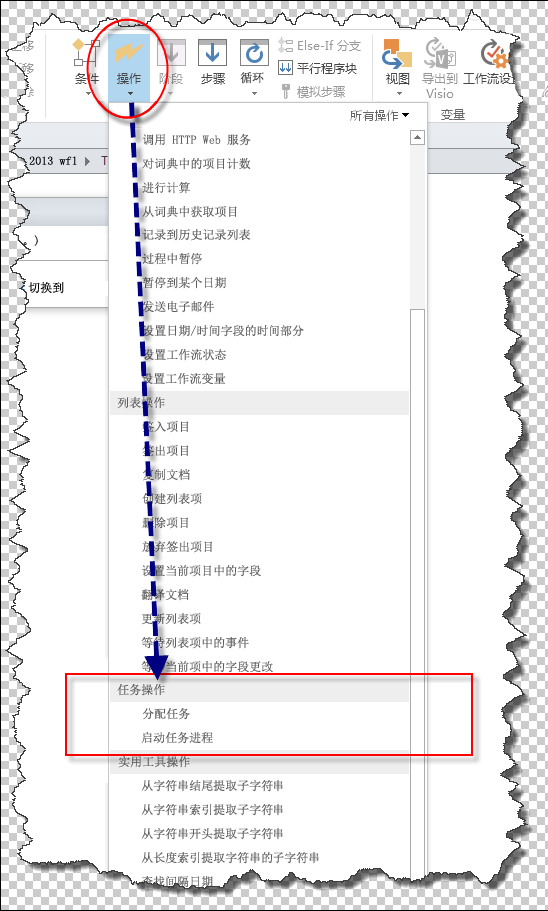 条件
操作
阶段
步骤
循环
Else-If 分支
平行程序块
模拟步骤
视图
导出到
Visio
工作流设
变量
所有操作
2013 wf1
切换到
调用 HTTP Web 服务
对词典中的项目计数
进行计算
从词典中获取项目
记录到历史记录列表
过程中暂停
暂停到某个日期
发送电子邮件
设置日期/时间字段的时间部分
设置工作流状态
设置工作流变量
列表操作
签入项目
签出项目
复制文档
创建列表项
删除项目
放弃签出项目
设置当前项目中的字段
翻译文档
更新列表项
等待列表项中的事件
等待当前项中的字段更改
任务操作
分配任务
启动任务进程
实用工具操作
从字符串结尾提取子字符串
从字符串索引提取子字符串
从字符串开头提取子字符串
从长度索引提取字符串的子字符串
查找间隔日期